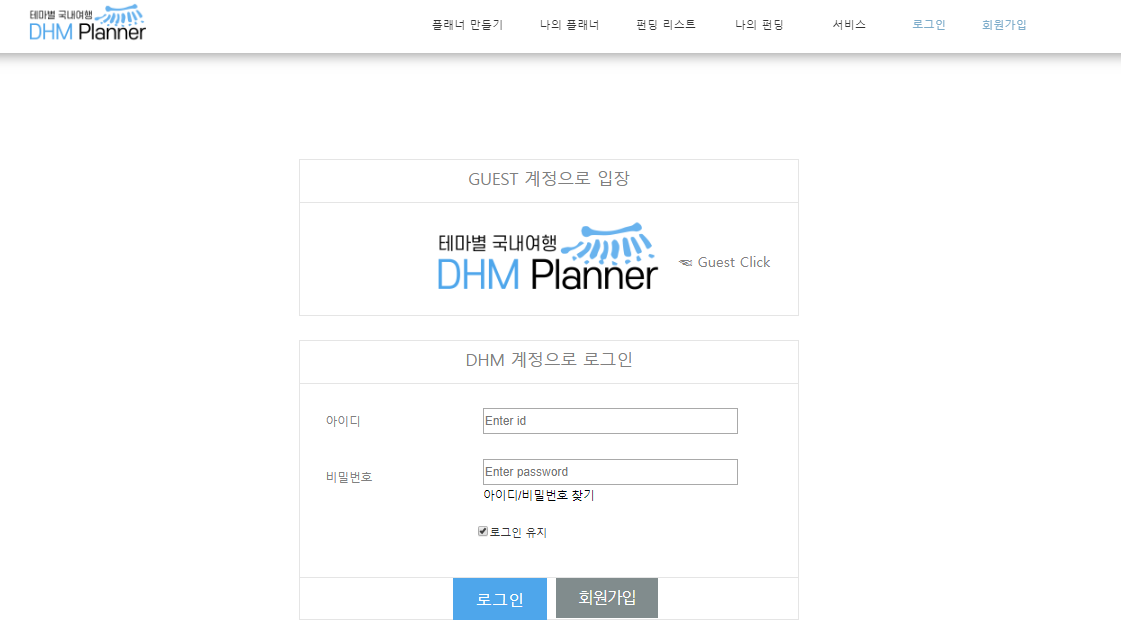 테마별 국내여행
DHM Planner
플래너 만들기 나의 플래너 펀딩 리스트 나의 펀딩 서비스 로그인 회원가입
GUEST 계정으로 입장
테마별 국내여행
DHM Planner
☜ Guest Click
DHM 계정으로 로그인
아이디 Enter id
비밀번호 Enter password
아이디/비밀번호 찾기
로그인 유지
로그인 회원가입